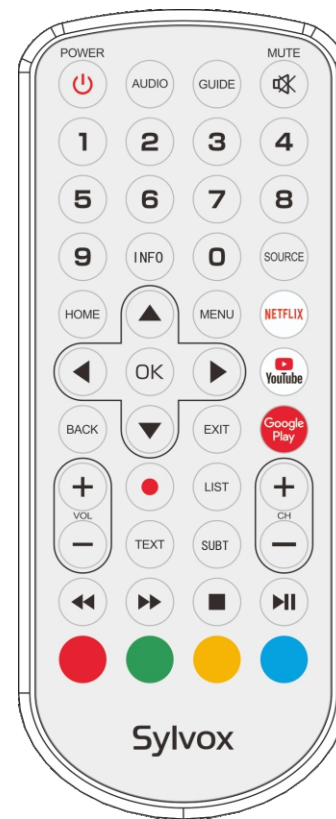 POWER MUTE
AUDIO GUIDE
1 2 3 4
5 6 7 8
9 INFO 0 SOURCE
HOME MENU NETFLIX
OK YouTube
BACK EXIT Google
Play
+ LIST +
VOL CH
− TEXT SUBT −
Sylvox